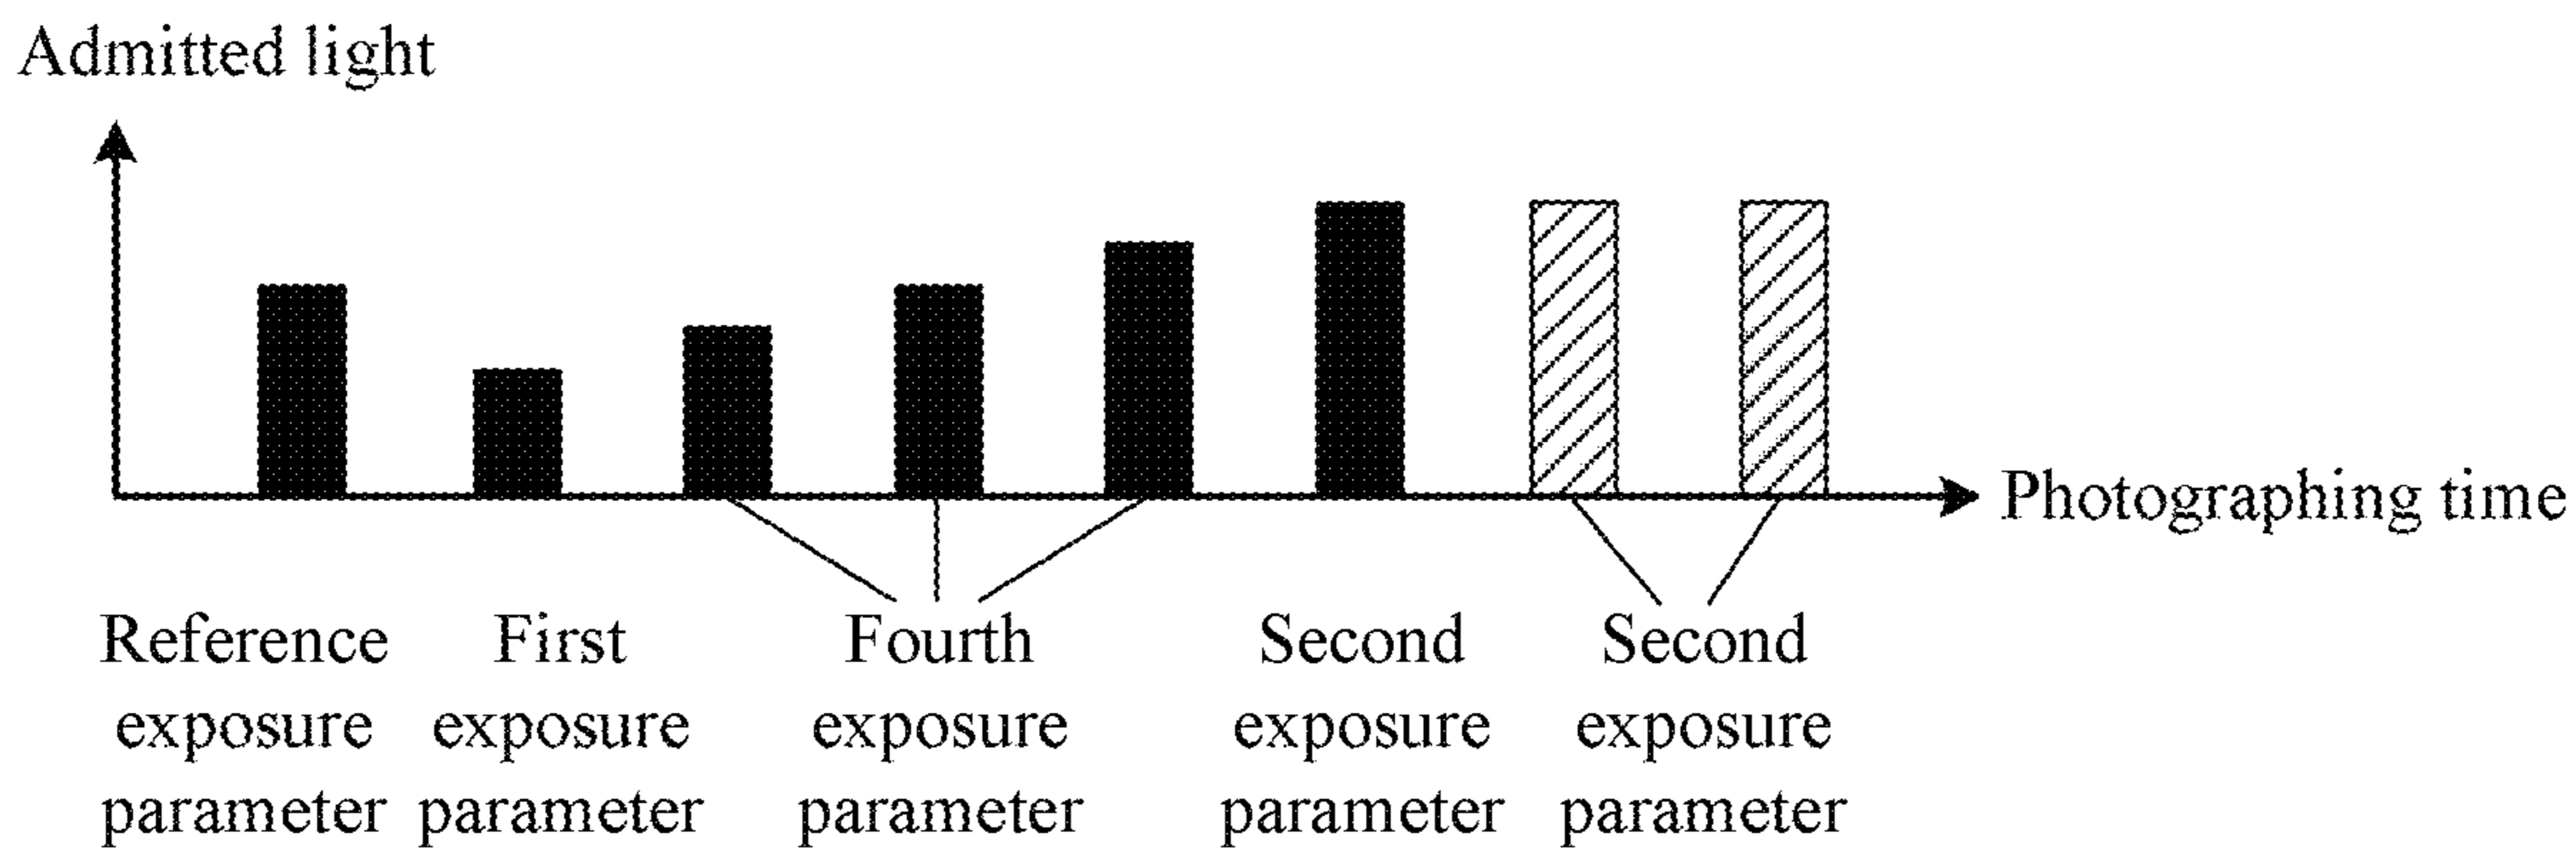 Admitted light
Photographing time
Reference
exposure
parameter
First
exposure
parameter
Fourth
exposure
parameter
Second
exposure
parameter
Second
exposure
parameter